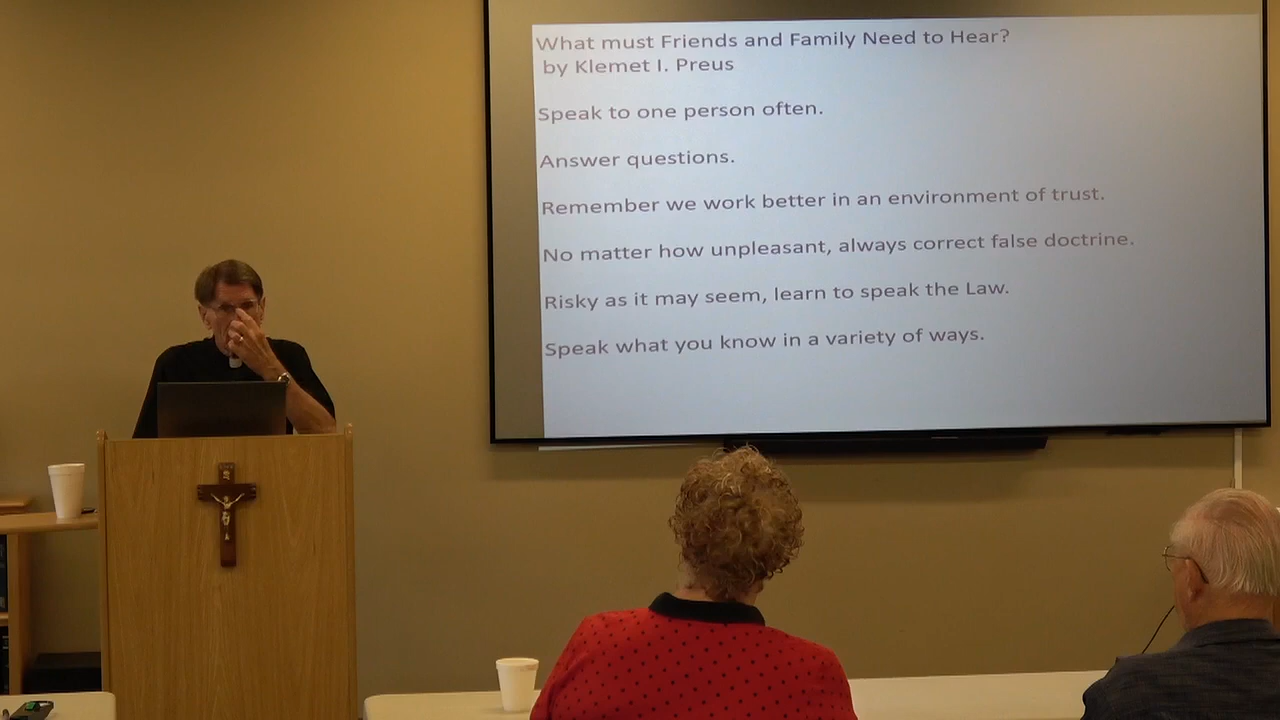 What must Friends and Family Need to Hear?
by Klemet I. Preus
Speak to one person often.
Answer questions.
Remember we work better in an environment of trust.
No matter how unpleasant, always correct false doctrine.
Risky as it may seem, learn to speak the Law.
Speak what you know in a variety of ways.